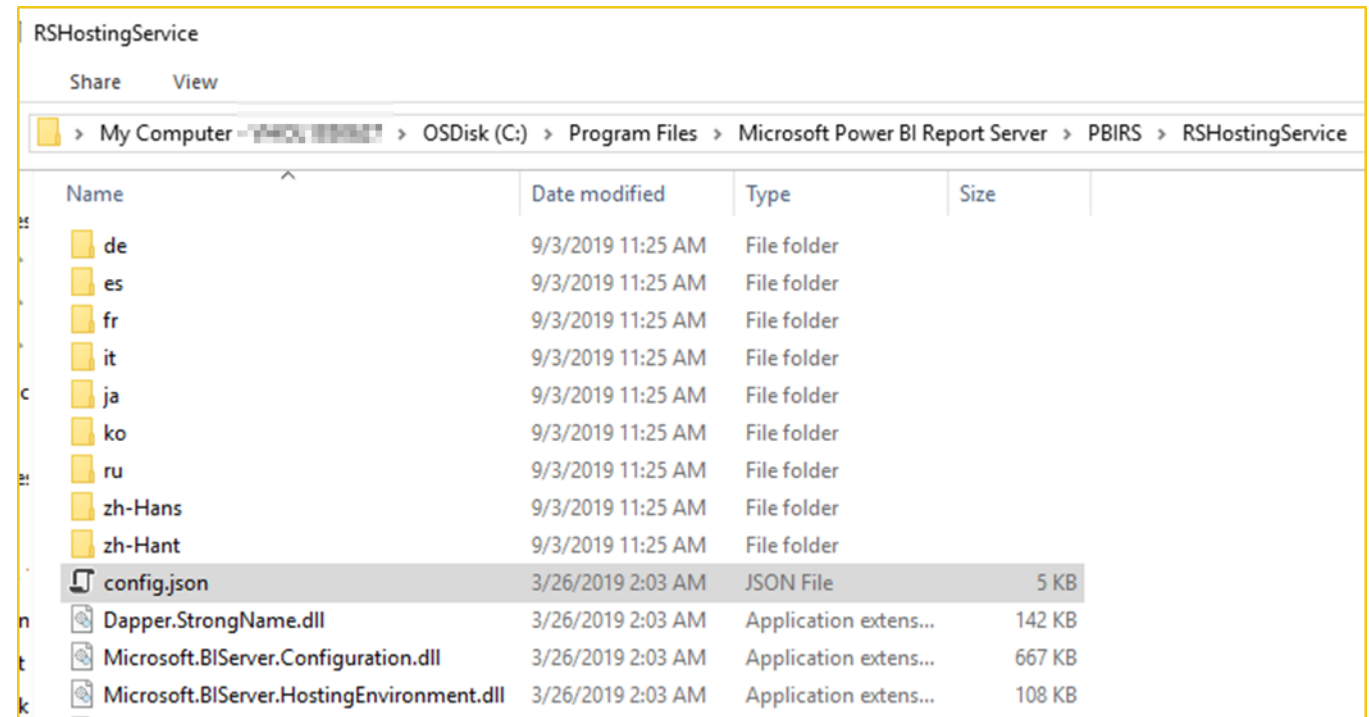 RSHostingService
Share View
> My Computer - > OSDisk (C:) > Program Files > Microsoft Power BI Report Server > PBIRS > RSHostingService
Name Date modified Type Size
de 9/3/2019 11:25 AM File folder
es 9/3/2019 11:25 AM File folder
fr 9/3/2019 11:25 AM File folder
it 9/3/2019 11:25 AM File folder
ja 9/3/2019 11:25 AM File folder
ko 9/3/2019 11:25 AM File folder
ru 9/3/2019 11:25 AM File folder
zh-Hans 9/3/2019 11:25 AM File folder
zh-Hant 9/3/2019 11:25 AM File folder
config.json 3/26/2019 2:03 AM JSON File 5 KB
Dapper.StrongName.dll 3/26/2019 2:03 AM Application extens... 142 KB
Microsoft.BIServer.Configuration.dll 3/26/2019 2:03 AM Application extens... 667 KB
Microsoft.BIServer.HostingEnvironment.dll 3/26/2019 2:03 AM Application extens... 108 KB